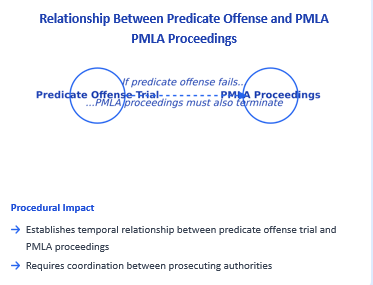 Relationship Between Predicate Offense and PMLA
PMLA Proceedings
If predicate offense fails...
Predicate Offense Trial
PMLA Proceedings
...PMLA proceedings must also terminate
Procedural Impact
→ Establishes temporal relationship between predicate offense trial and
PMLA proceedings
→ Requires coordination between prosecuting authorities